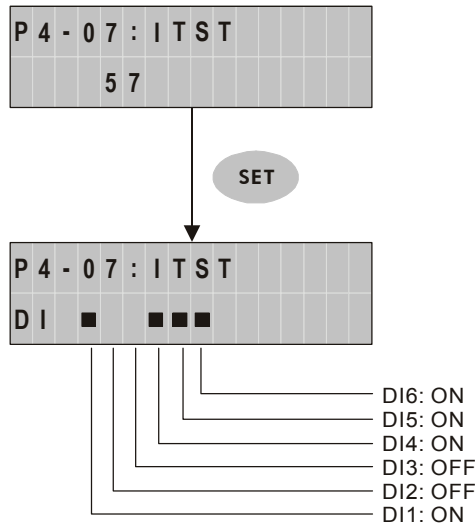 P4-07:ITST
57
SET
P4-07:ITST
DI ■ ■■■
DI6: ON
DI5: ON
DI4: ON
DI3: OFF
DI2: OFF
DI1: ON